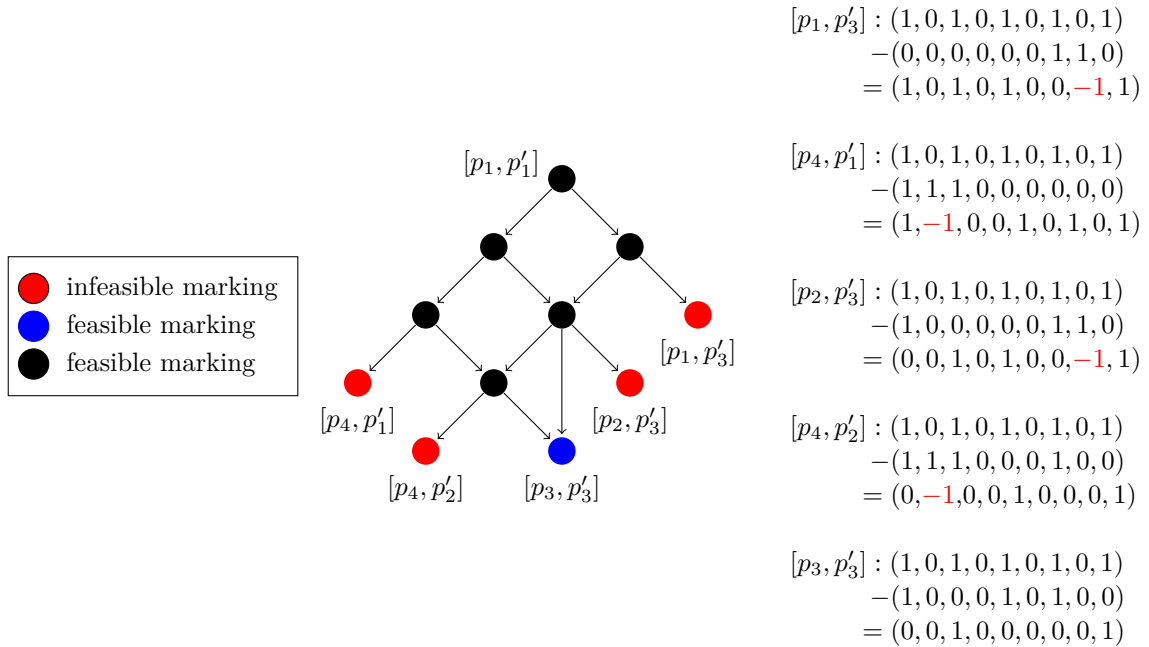 infeasible marking
feasible marking
feasible marking
[p₁, p′₁]
[p₁, p′₃]
[p₄, p′₁]
[p₂, p′₃]
[p₄, p′₂]
[p₃, p′₃]
[p₁, p′₃] : (1, 0, 1, 0, 1, 0, 1, 0, 1)
−(0, 0, 0, 0, 0, 0, 1, 1, 0)
= (1, 0, 1, 0, 1, 0, 0,−1, 1)
[p₄, p′₁] : (1, 0, 1, 0, 1, 0, 1, 0, 1)
−(1, 1, 1, 0, 0, 0, 0, 0, 0)
= (1,−1,0, 0, 1, 0, 1, 0, 1)
[p₂, p′₃] : (1, 0, 1, 0, 1, 0, 1, 0, 1)
−(1, 0, 0, 0, 0, 0, 1, 1, 0)
= (0, 0, 1, 0, 1, 0, 0,−1, 1)
[p₄, p′₂] : (1, 0, 1, 0, 1, 0, 1, 0, 1)
−(1, 1, 1, 0, 0, 0, 1, 0, 0)
= (0,−1,0, 0, 1, 0, 0, 0, 1)
[p₃, p′₃] : (1, 0, 1, 0, 1, 0, 1, 0, 1)
−(1, 0, 0, 0, 1, 0, 1, 0, 0)
= (0, 0, 1, 0, 0, 0, 0, 0, 1)